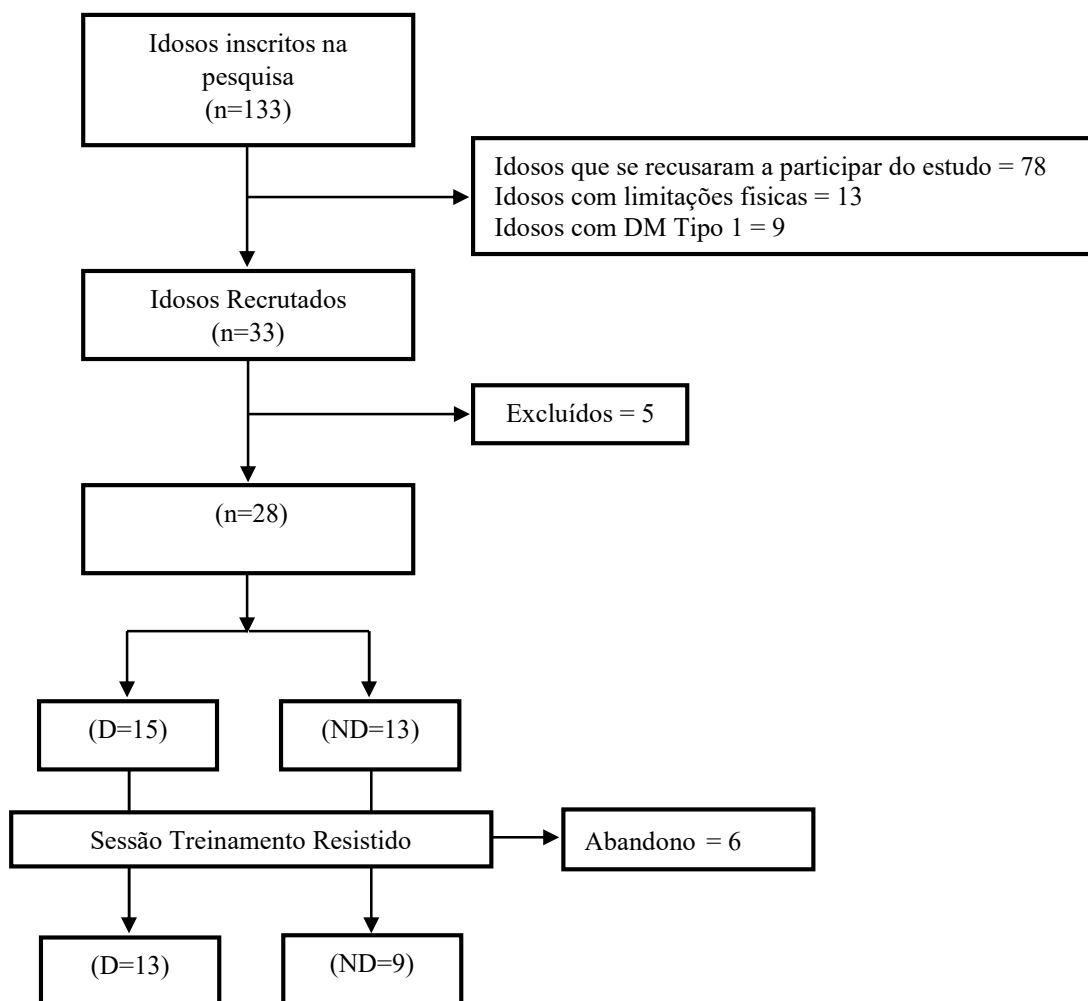 Idosos inscritos na
pesquisa
(n=133)
Idosos que se recusaram a participar do estudo = 78
Idosos com limitações fisicas = 13
Idosos com DM Tipo 1 = 9
Idosos Recrutados
(n=33)
Excluídos = 5
(n=28)
(D=15)
(ND=13)
Sessão Treinamento Resistido
Abandono = 6
(D=13)
(ND=9)